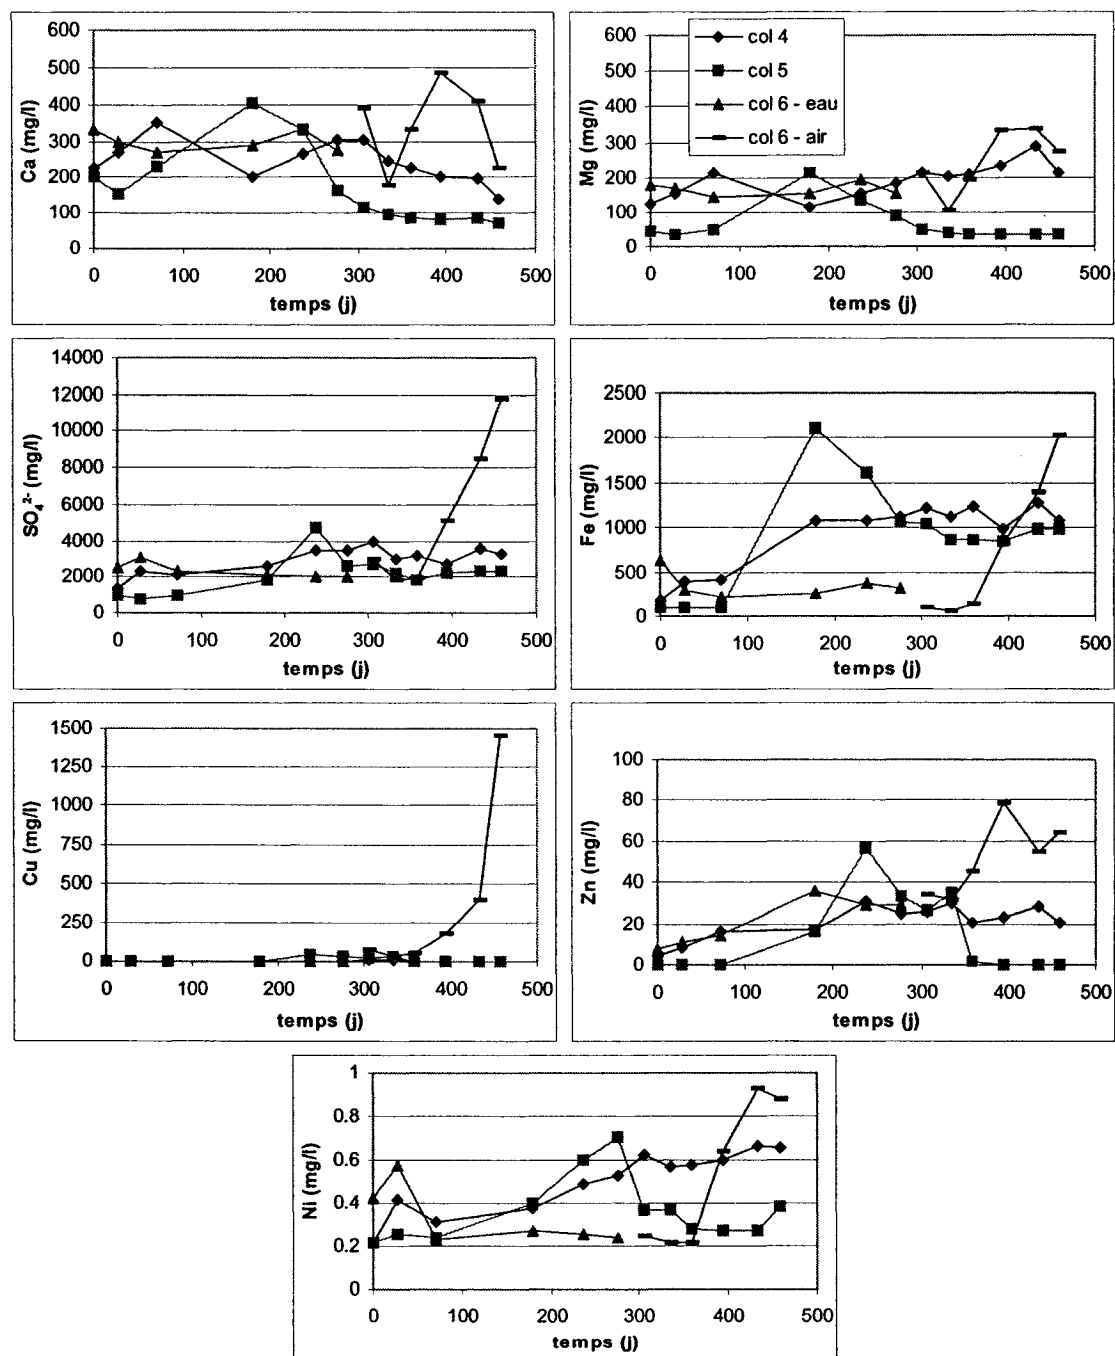 600
500
400
300
200
100
0
Ca (mg/l)
0 100 200 300 400 500
temps (j)
600
500
400
300
200
100
0
Mg (mg/l)
col 4
col 5
col 6 - eau
col 6 - air
0 100 200 300 400 500
temps (j)
14000
12000
10000
8000
6000
4000
2000
0
SO₄²⁻ (mg/l)
0 100 200 300 400 500
temps (j)
2500
2000
1500
1000
500
0
Fe (mg/l)
0 100 200 300 400 500
temps (j)
1500
1250
1000
750
500
250
0
Cu (mg/l)
0 100 200 300 400 500
temps (j)
100
80
60
40
20
0
Zn (mg/l)
0 100 200 300 400 500
temps (j)
1
0.8
0.6
0.4
0.2
0
Ni (mg/l)
0 100 200 300 400 500
temps (j)